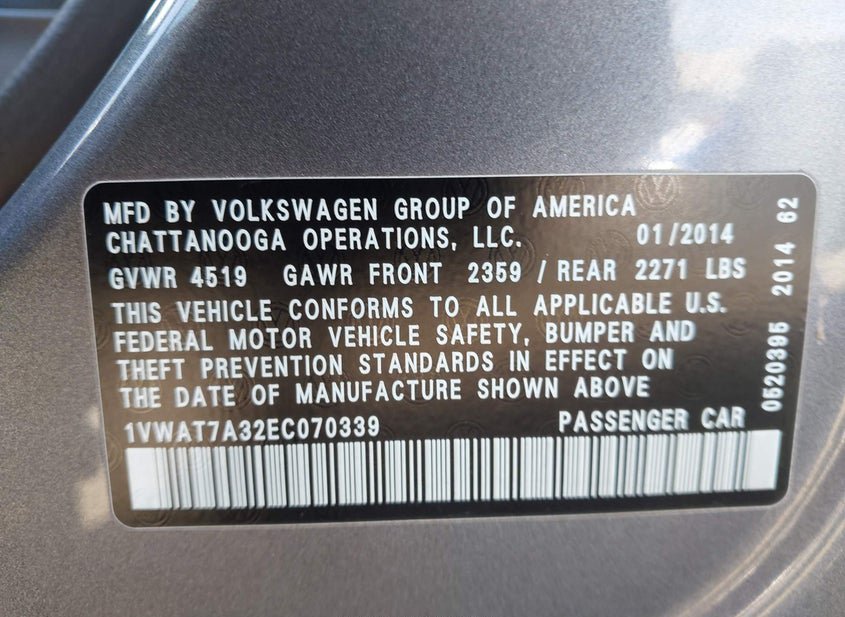 MFD BY VOLKSWAGEN GROUP OF AMERICA
CHATTANOOGA OPERATIONS, LLC. 01/2014
GVWR 4519 GAWR FRONT 2359 / REAR 2271 LBS
THIS VEHICLE CONFORMS TO ALL APPLICABLE U.S.
FEDERAL MOTOR VEHICLE SAFETY, BUMPER AND
THEFT PREVENTION STANDARDS IN EFFECT ON
THE DATE OF MANUFACTURE SHOWN ABOVE
1VWAT7A32EC070339 PASSENGER CAR
0520395 2014 62